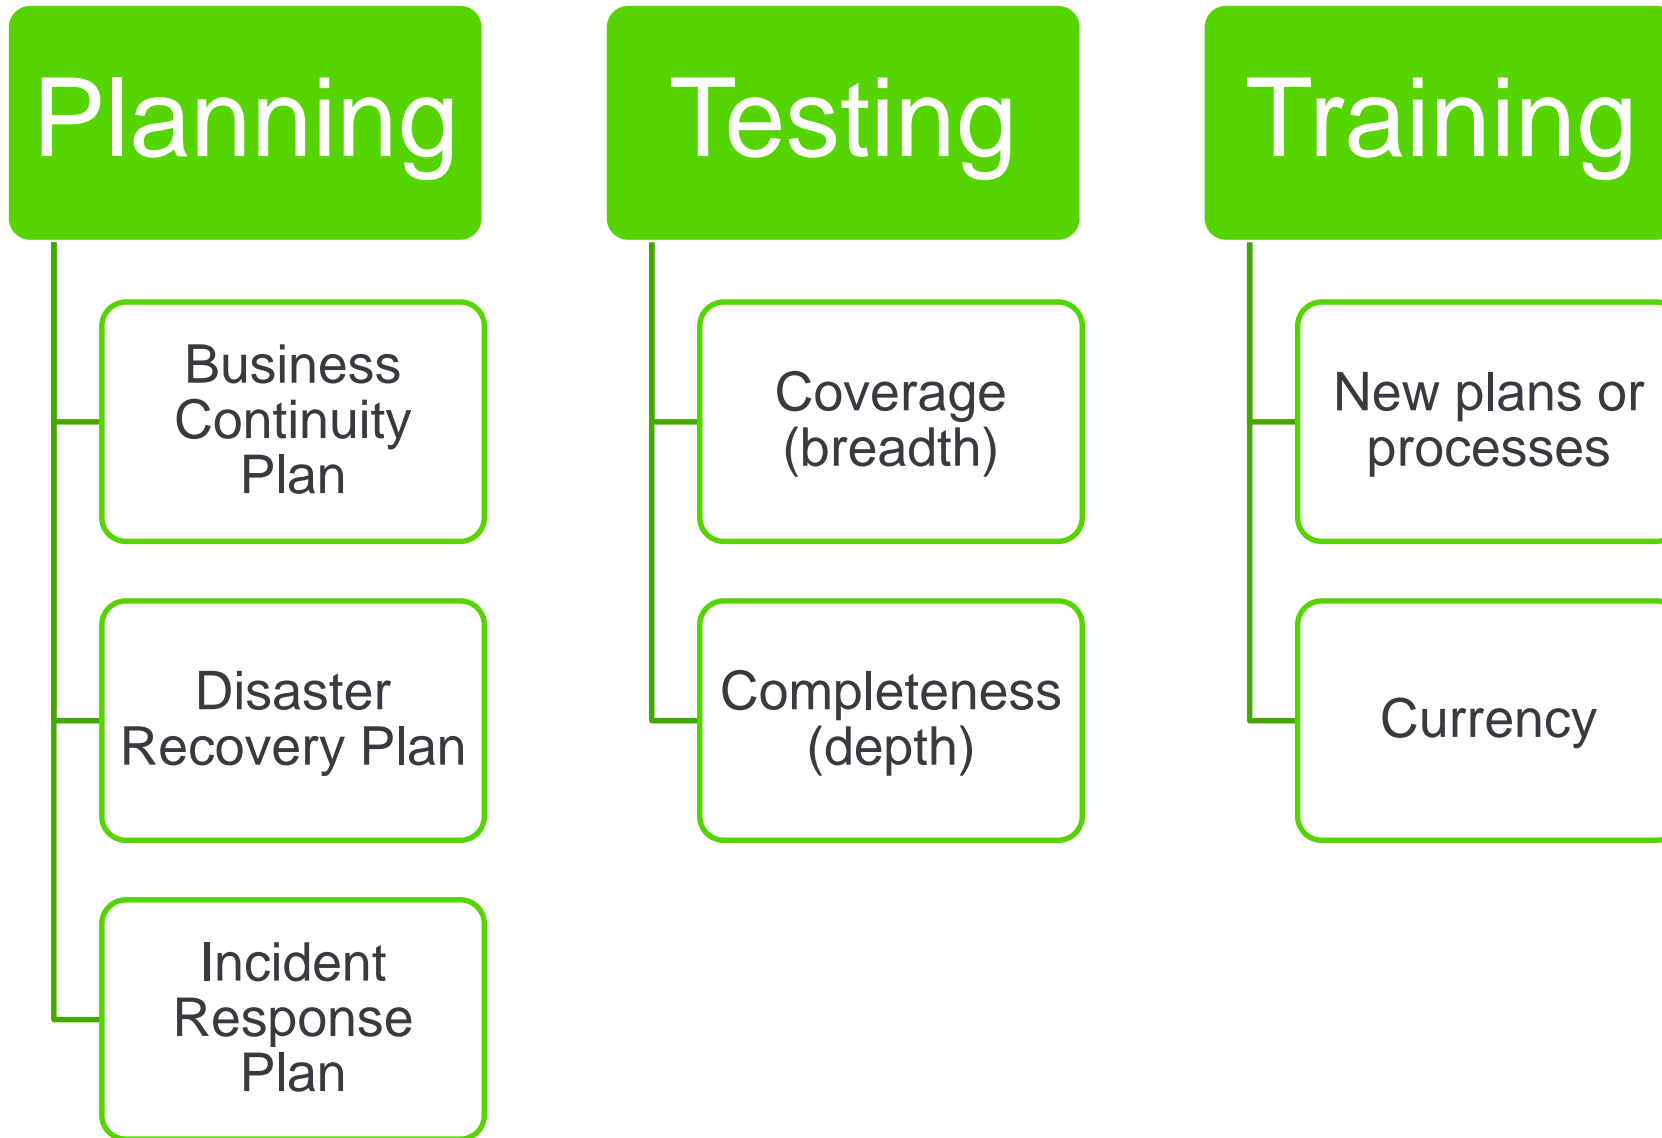 Planning
Business
Continuity
Plan
Disaster
Recovery Plan
Incident
Response
Plan
Testing
Coverage
(breadth)
Completeness
(depth)
Training
New plans or
processes
Currency